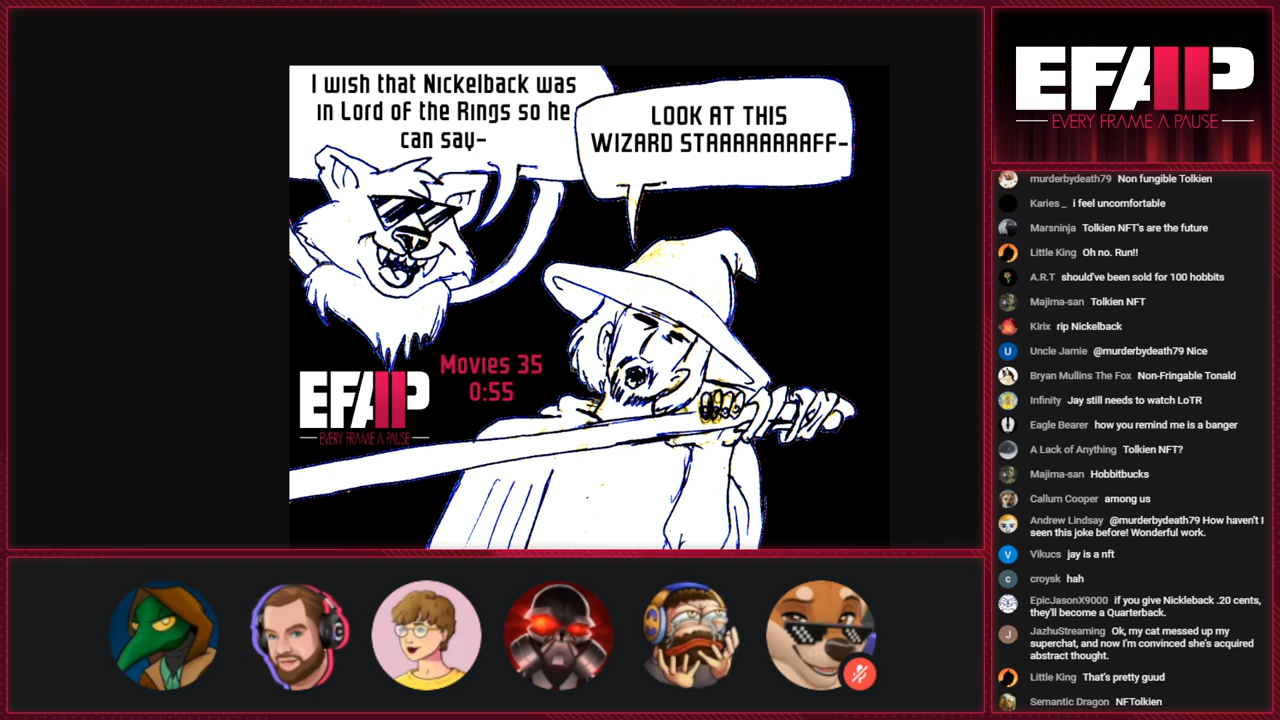 I wish that Nickelback was
in Lord of the Rings so he
can say-
LOOK AT THIS
WIZARD STAAAAAAAAFF-
Movies 35
0:55
EFAP
EVERY FRAME A PAUSE
EFAP
EVERY FRAME A PAUSE
murderbydeath79 Non fungible Tolkien
Karies _ i feel uncomfortable
Marsninja Tolkien NFT's are the future
Little King Oh no. Run!!
A.R.T should've been sold for 100 hobbits
Majima-san Tolkien NFT
Kirix rip Nickelback
U Uncle Jamie @murderbydeath79 Nice
Bryan Mullins The Fox Non-Fringable Tonald
Infinity Jay still needs to watch LoTR
Eagle Bearer how you remind me is a banger
A Lack of Anything Tolkien NFT?
Majima-san Hobbitbucks
Callum Cooper among us
Andrew Lindsay @murderbydeath79 How haven't I
seen this joke before! Wonderful work.
V Vikucs jay is a nft
c croysk hah
EpicJasonX9000 if you give Nickleback .20 cents,
they'll become a Quarterback.
J JazhuStreaming Ok, my cat messed up my
superchat, and now I'm convinced she's acquired
abstract thought.
Little King That's pretty guud
Semantic Dragon NFTolkien